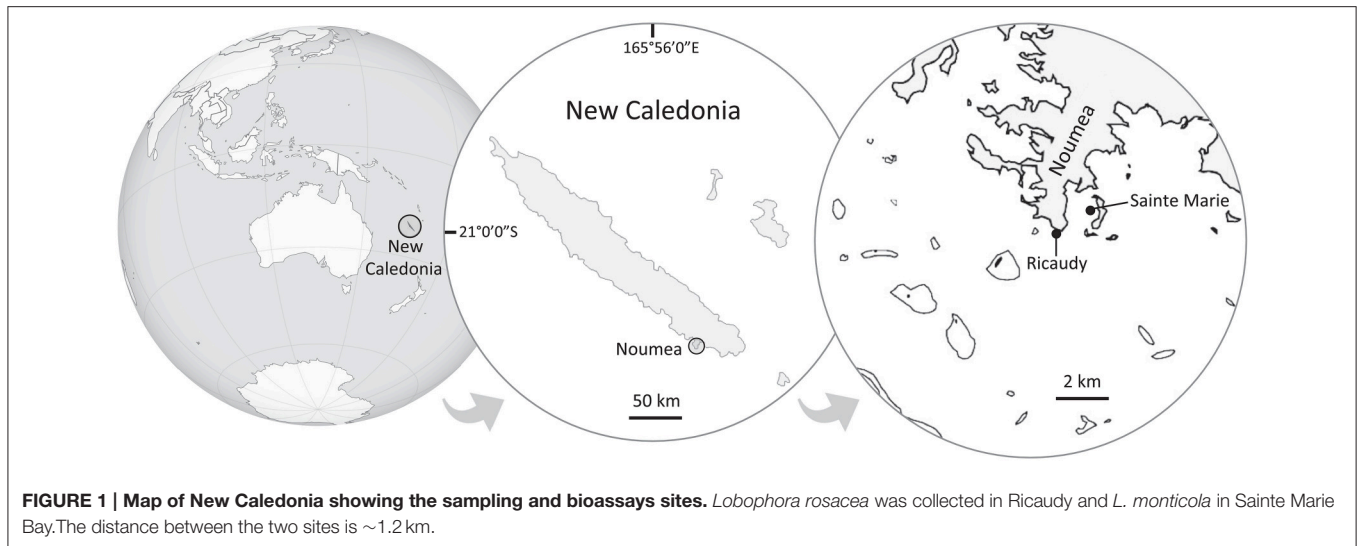 165°56'0"E
New Caledonia
21°0'0"S
New
Caledonia
Noumea
50 km
Noumea
Sainte Marie
Ricaudy
2 km
FIGURE 1 | Map of New Caledonia showing the sampling and bioassays sites. Lobophora rosacea was collected in Ricaudy and L. monticola in Sainte Marie
Bay.The distance between the two sites is ∼1.2 km.